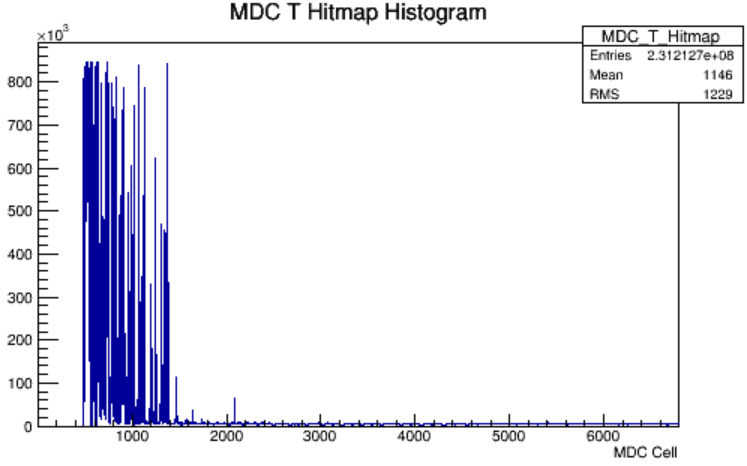 MDC T Hitmap Histogram
×10³
MDC_T_Hitmap
Entries 2.312127e+08
Mean 1146
RMS 1229
800
700
600
500
400
300
200
100
0
1000 2000 3000 4000 5000 6000
MDC Cell